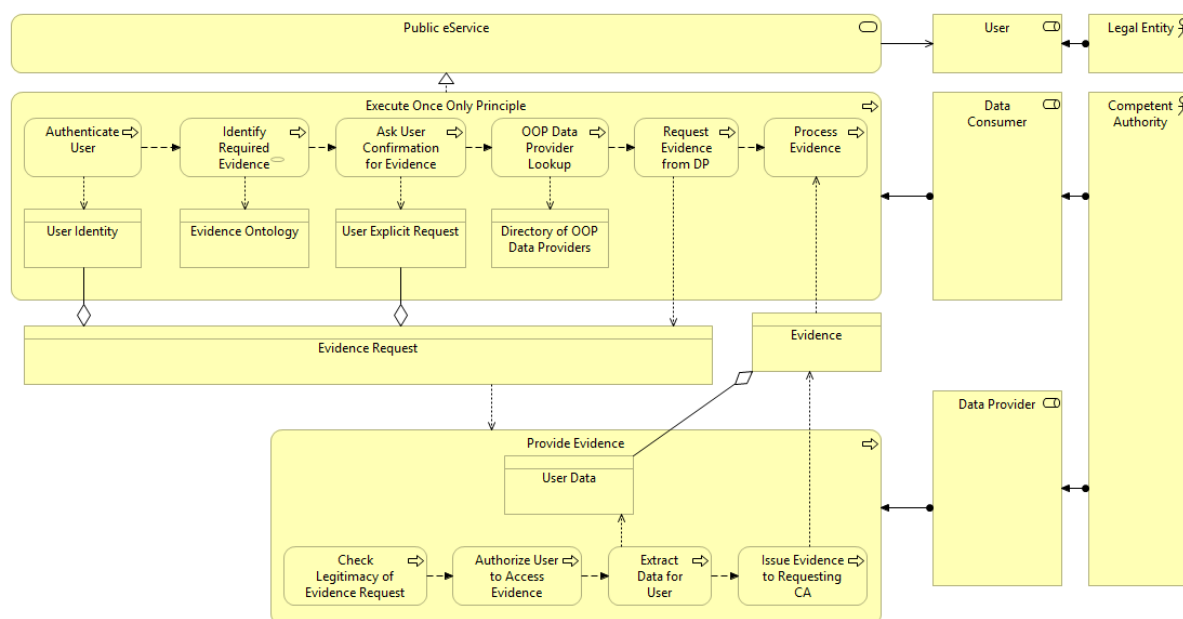 Public eService
User
Legal Entity
Execute Once Only Principle
Data
Consumer
Competent
Authority
Authenticate
User
Identify
Required
Evidence
Ask User
Confirmation
for Evidence
OOP Data
Provider
Lookup
Request
Evidence
from DP
Process
Evidence
User Identity
Evidence Ontology
User Explicit Request
Directory of OOP
Data Providers
Evidence Request
Evidence
Data Provider
Provide Evidence
User Data
Check
Legitimacy of
Evidence Request
Authorize User
to Access
Evidence
Extract
Data for
User
Issue Evidence
to Requesting
CA